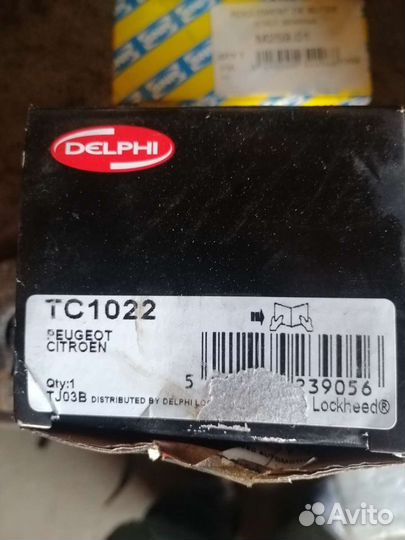 DELPHI
TC1022
PEUGEOT
CITROEN
5 239056
Qty:1
TJ03B DISTRIBUTED BY DELPHI
Lockheed®
Avito